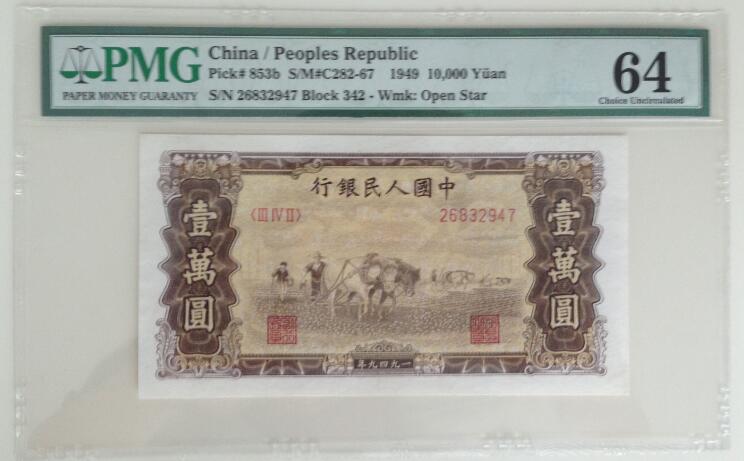 PMG
PAPER MONEY GUARANTY
China / Peoples Republic
Pick# 853b S/M#C282-67 1949 10,000 Yüan
S/N 26832947 Block 342 - Wmk: Open Star
64
Choice Uncirculated
行銀民人國中
〈III IV II〉 26832947
壹萬圓
壹萬圓
年九四九一